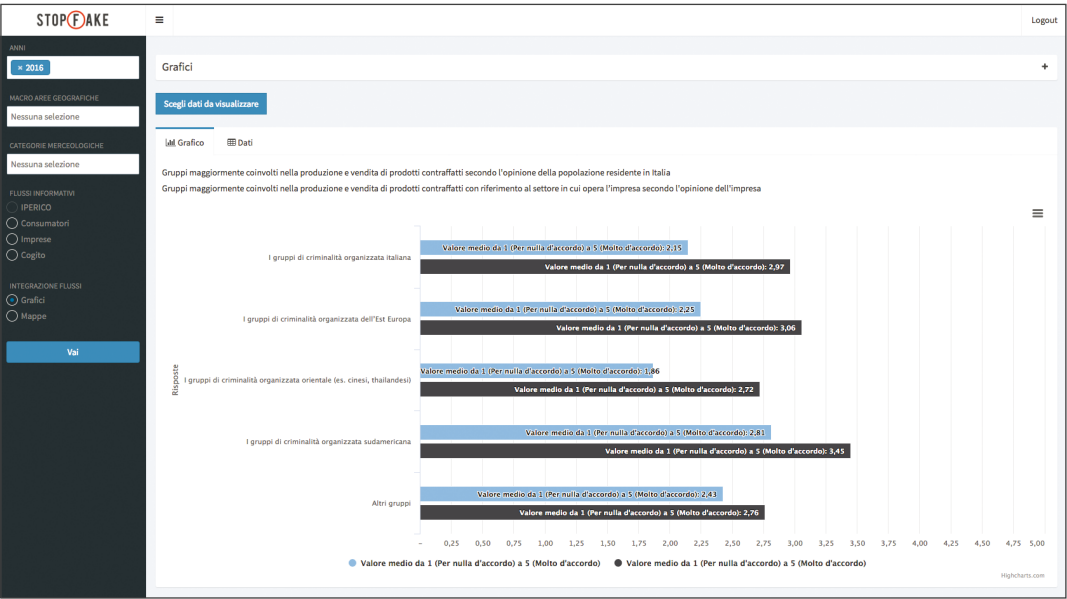 STOP(F)AKE
Logout
ANNI
× 2016
MACRO AREE GEOGRAFICHE
Nessuna selezione
CATEGORIE MERCEOLOGICHE
Nessuna selezione
FLUSSI INFORMATIVI
IPERICO
Consumatori
Imprese
Cogito
INTEGRAZIONE FLUSSI
Grafici
Mappe
Vai
Grafici
+
Scegli dati da visualizzare
Grafico
Dati
Gruppi maggiormente coinvolti nella produzione e vendita di prodotti contraffatti secondo l'opinione della popolazione residente in Italia
Gruppi maggiormente coinvolti nella produzione e vendita di prodotti contraffatti con riferimento al settore in cui opera l'impresa secondo l'opinione dell'impresa
Risposte
I gruppi di criminalità organizzata italiana
Valore medio da 1 (Per nulla d'accordo) a 5 (Molto d'accordo): 2,15
Valore medio da 1 (Per nulla d'accordo) a 5 (Molto d'accordo): 2,97
I gruppi di criminalità organizzata dell'Est Europa
Valore medio da 1 (Per nulla d'accordo) a 5 (Molto d'accordo): 2,25
Valore medio da 1 (Per nulla d'accordo) a 5 (Molto d'accordo): 3,06
I gruppi di criminalità organizzata orientale (es. cinesi, thailandesi)
Valore medio da 1 (Per nulla d'accordo) a 5 (Molto d'accordo): 1,86
Valore medio da 1 (Per nulla d'accordo) a 5 (Molto d'accordo): 2,72
I gruppi di criminalità organizzata sudamericana
Valore medio da 1 (Per nulla d'accordo) a 5 (Molto d'accordo): 2,81
Valore medio da 1 (Per nulla d'accordo) a 5 (Molto d'accordo): 3,45
Altri gruppi
Valore medio da 1 (Per nulla d'accordo) a 5 (Molto d'accordo): 2,43
Valore medio da 1 (Per nulla d'accordo) a 5 (Molto d'accordo): 2,76
– 0,25 0,50 0,75 1,00 1,25 1,50 1,75 2,00 2,25 2,50 2,75 3,00 3,25 3,50 3,75 4,00 4,25 4,50 4,75 5,00
Valore medio da 1 (Per nulla d'accordo) a 5 (Molto d'accordo) Valore medio da 1 (Per nulla d'accordo) a 5 (Molto d'accordo)
Highcharts.com